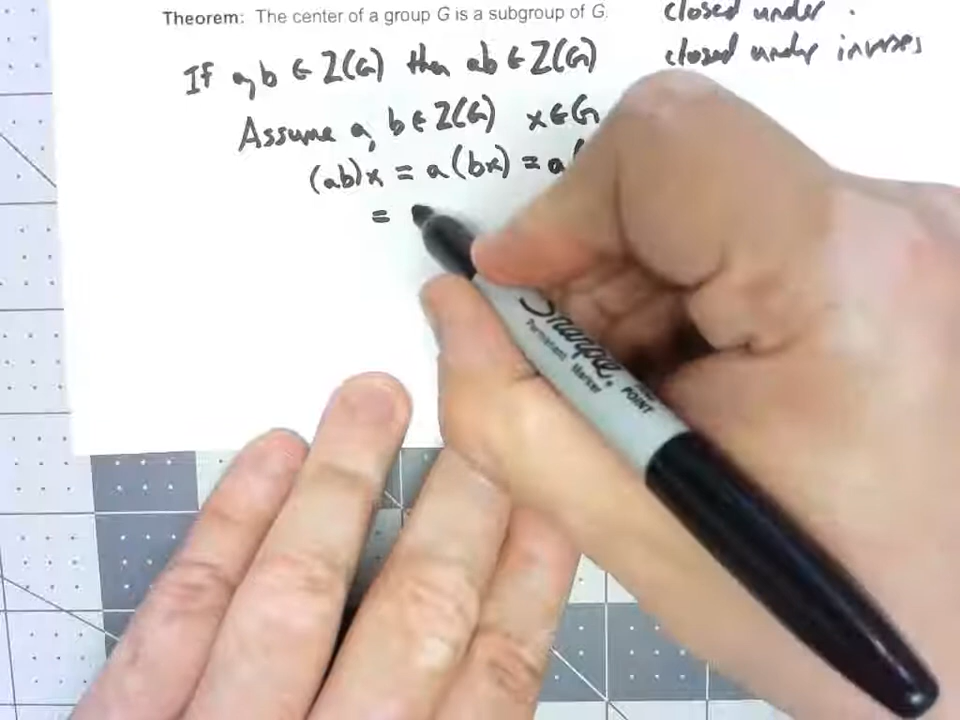 Theorem: The center of a group G is a subgroup of G.
closed under .
closed under inverses
If a, b ∈ Z(G) then ab ∈ Z(G)
Assume a, b ∈ Z(G) x ∈ G
(ab)x = a(bx) = a(
=
Sharpie.
Permanent Marker
POINT